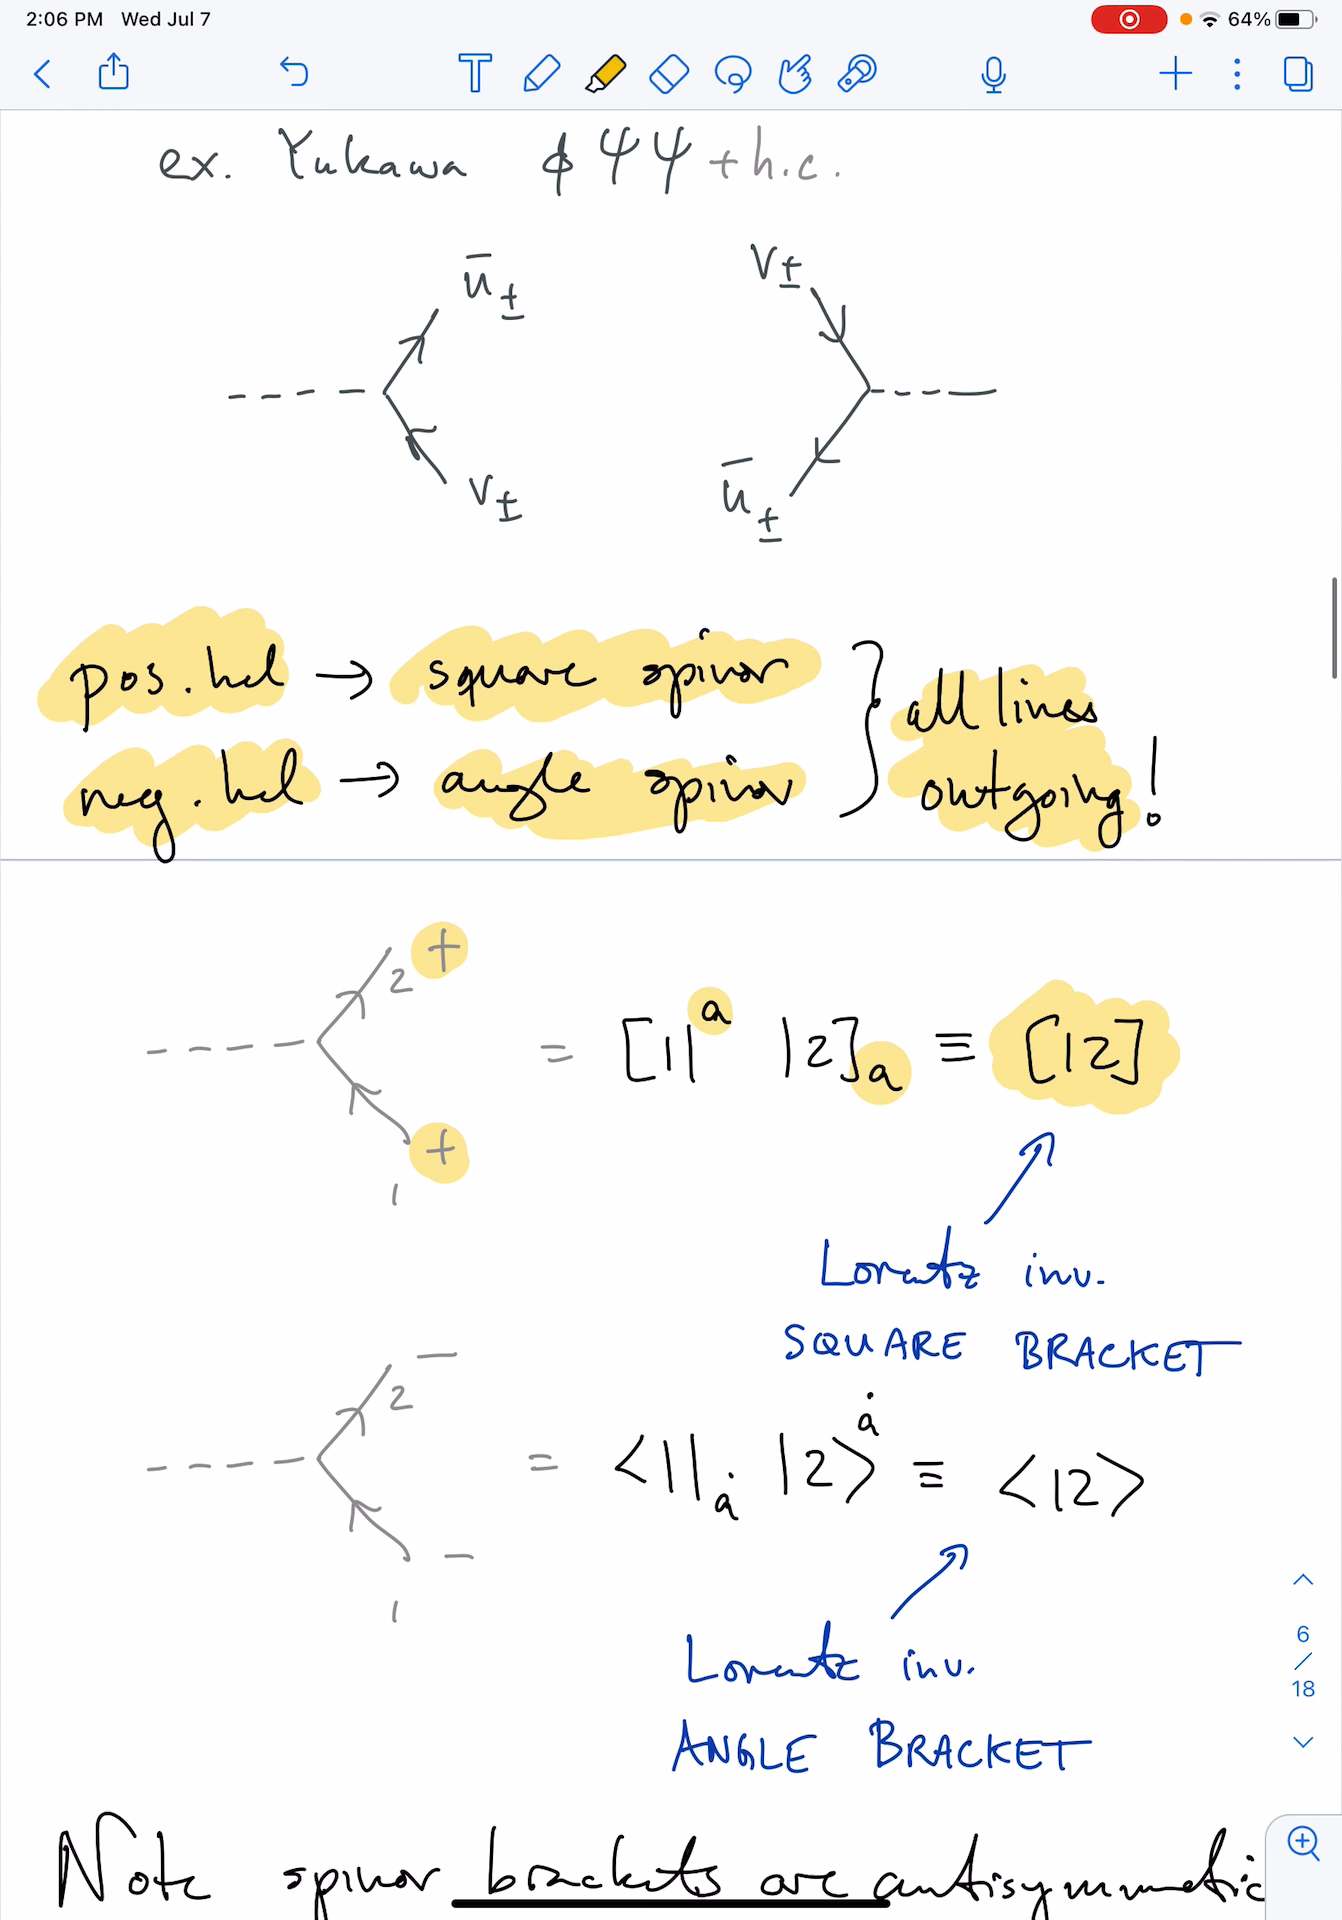 2:06 PM Wed Jul 7
64%
T
ex. Yukawa ϕψψ + h.c.
ū± v±
v± ū±
pos. hel → square spinor
neg. hel → angle spinor
} all lines
outgoing!
2 +
= [1|ᵃ |2]ₐ ≡ [12]
+
1
Lorentz inv.
SQUARE BRACKET
2 −
= <1|_ȧ |2>^ȧ ≡ <12>
−
1
Lorentz inv.
ANGLE BRACKET
6
/
18
Note spinor brackets are antisymmetric